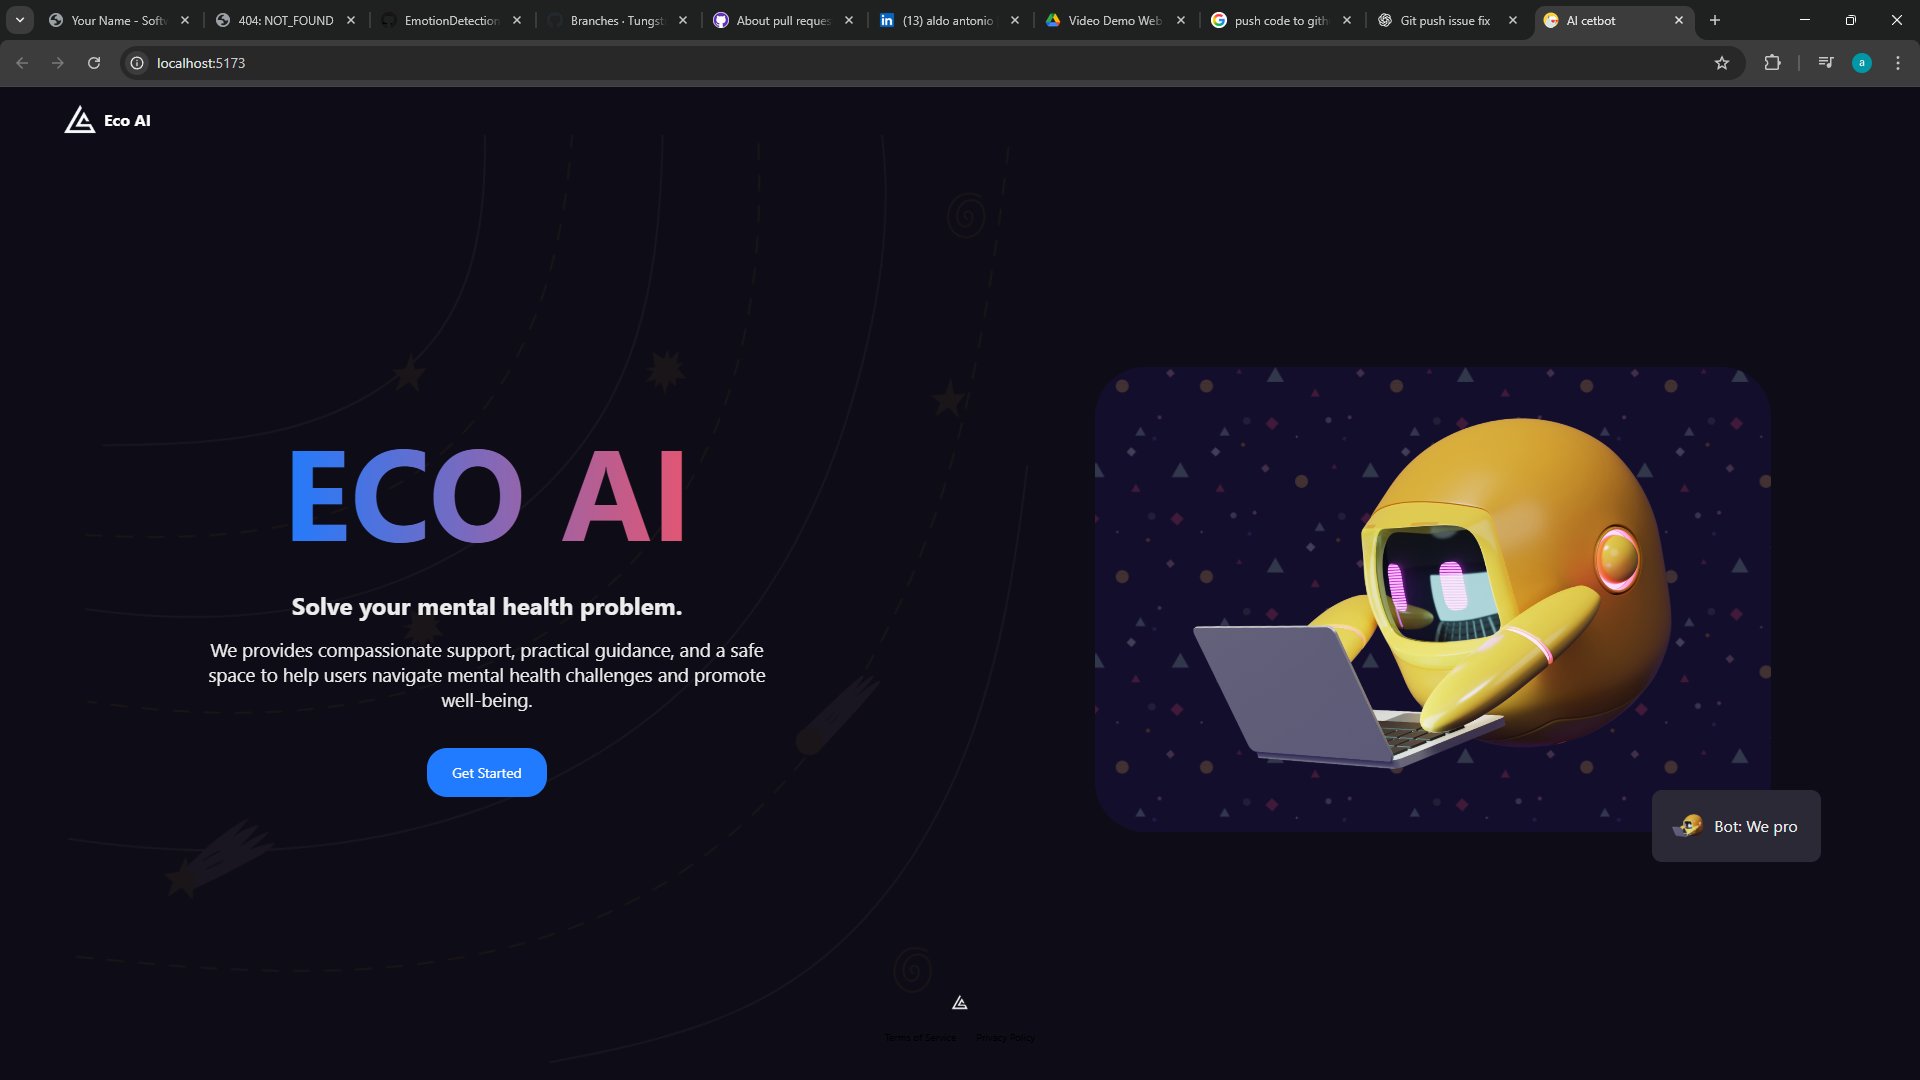 Your Name - Softw
404: NOT_FOUND
EmotionDetection
Branches · Tungst
About pull reques
(13) aldo antonio
Video Demo Web
push code to gith
Git push issue fix
AI cetbot
localhost:5173
a
Eco AI
ECO AI
Solve your mental health problem.
We provides compassionate support, practical guidance, and a safe
space to help users navigate mental health challenges and promote
well-being.
Get Started
Bot: We pro
Terms of Service
Privacy Policy